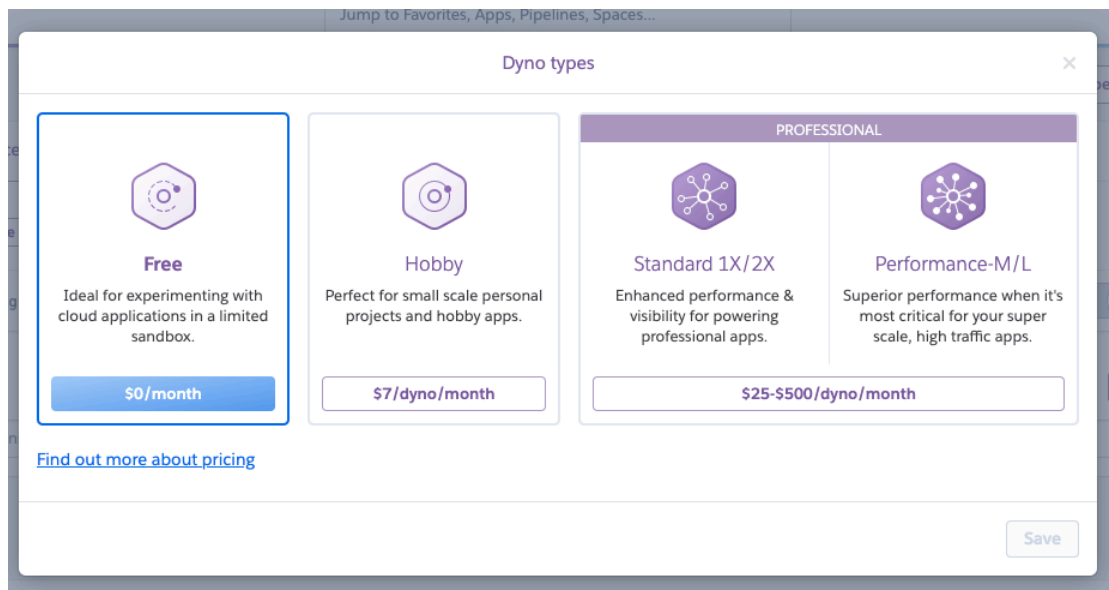 Jump to Favorites, Apps, Pipelines, Spaces...
Dyno types
×
Free
Ideal for experimenting with
cloud applications in a limited
sandbox.
$0/month
Hobby
Perfect for small scale personal
projects and hobby apps.
$7/dyno/month
PROFESSIONAL
Standard 1X/2X
Enhanced performance &
visibility for powering
professional apps.
Performance-M/L
Superior performance when it's
most critical for your super
scale, high traffic apps.
$25-$500/dyno/month
Find out more about pricing
Save